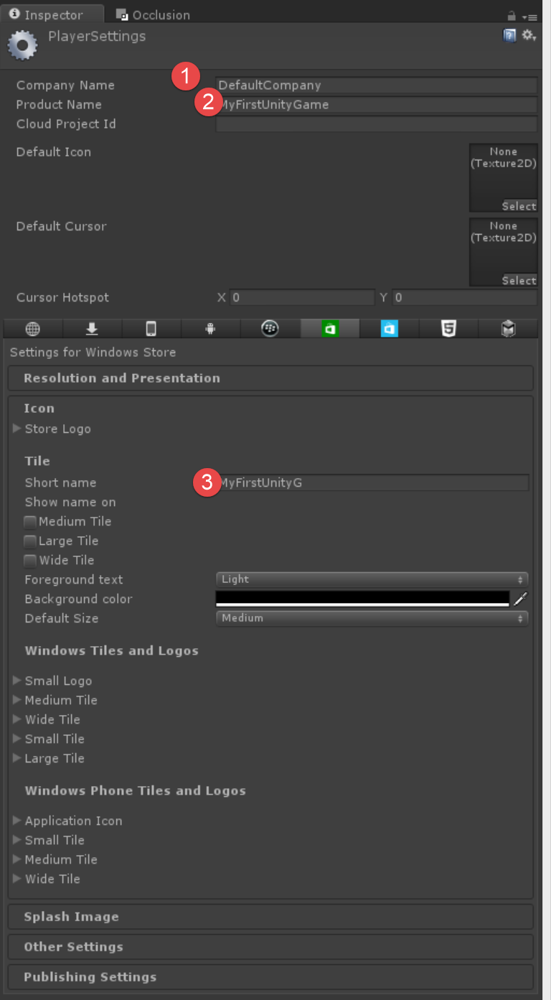 Inspector Occlusion
PlayerSettings
1
Company Name DefaultCompany
Product Name 2 MyFirstUnityGame
Cloud Project Id
Default Icon None
(Texture2D)
Select
Default Cursor None
(Texture2D)
Select
Cursor Hotspot X 0 Y 0
Settings for Windows Store
Resolution and Presentation
Icon
Store Logo
Tile
Short name 3 MyFirstUnityG
Show name on
Medium Tile
Large Tile
Wide Tile
Foreground text Light
Background color
Default Size Medium
Windows Tiles and Logos
Small Logo
Medium Tile
Wide Tile
Small Tile
Large Tile
Windows Phone Tiles and Logos
Application Icon
Small Tile
Medium Tile
Wide Tile
Splash Image
Other Settings
Publishing Settings